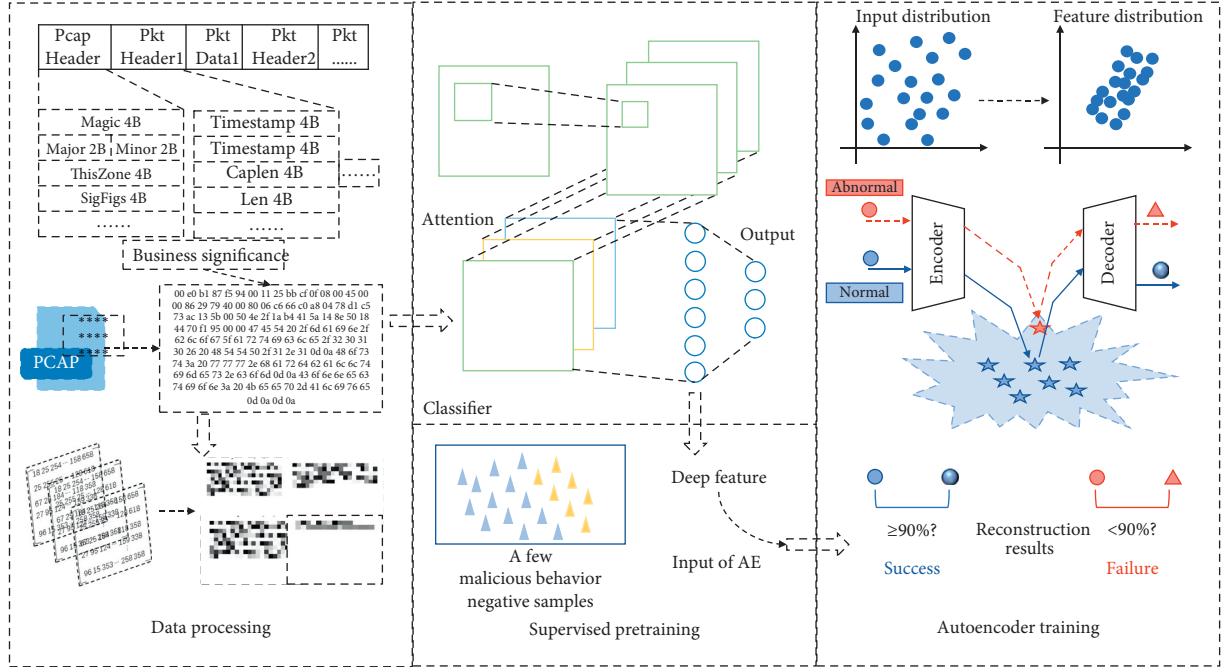 Pcap
Header
Pkt
Header1
Pkt
Data1
Pkt
Header2
Pkt
......
Magic 4B
Major 2B
Minor 2B
ThisZone 4B
SigFigs 4B
......
Timestamp 4B
Timestamp 4B
Caplen 4B
Len 4B
......
......
Business significance
PCAP
****
****
****
00 e0 b1 87 f5 94 00 11 25 bb cf 0f 08 00 45 00
00 86 29 79 40 00 80 06 c6 66 c0 a8 04 78 d1 c5
73 ac 13 5b 00 50 4e 2f 1a b4 41 5a 14 8e 50 18
44 70 f1 95 00 00 47 45 54 20 2f 6d 61 69 6e 2f
62 6c 6f 67 5f 61 72 74 69 63 6c 65 2f 32 30 31
30 26 20 48 54 54 50 2f 31 2e 31 0d 0a 48 6f 73
74 3a 20 77 77 77 2e 68 61 72 64 62 61 6c 6c 74
69 6d 65 73 2e 63 6f 6d 0d 0a 43 6f 6e 6e 65 63
74 69 6f 6e 3a 20 4b 65 65 70 2d 41 6c 69 76 65
0d 0a 0d 0a
18 25 254 ··· 158 658
96 15 353 ··· 258 358
Data processing
Attention
Output
Classifier
Deep feature
Input of AE
A few
malicious behavior
negative samples
Supervised pretraining
Input distribution
Feature distribution
Abnormal
Normal
Encoder
Decoder
≥90%?
Success
Reconstruction
results
<90%?
Failure
Autoencoder training